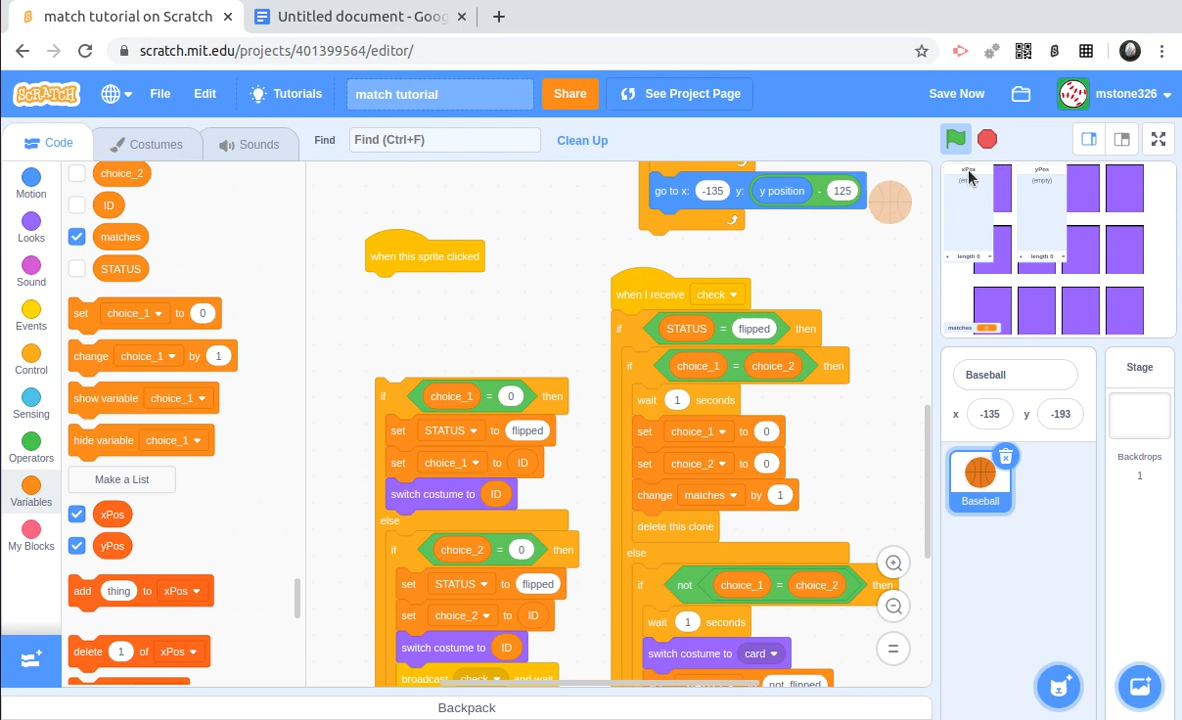 match tutorial on Scratch
Untitled document - Goog
scratch.mit.edu/projects/401399564/editor/
SCRATCH
File
Edit
Tutorials
match tutorial
Share
See Project Page
Save Now
mstone326
Code
Costumes
Sounds
Find
Find (Ctrl+F)
Clean Up
Motion
Looks
Sound
Events
Control
Sensing
Operators
Variables
My Blocks
choice_2
ID
matches
STATUS
set choice_1 to 0
change choice_1 by 1
show variable choice_1
hide variable choice_1
Make a List
xPos
yPos
add thing to xPos
delete 1 of xPos
when this sprite clicked
if choice_1 = 0 then
set STATUS to flipped
set choice_1 to ID
switch costume to ID
else
if choice_2 = 0 then
set STATUS to flipped
set choice_2 to ID
switch costume to ID
broadcast check and wait
go to x: -135 y: y position - 125
when I receive check
if STATUS = flipped then
if choice_1 = choice_2 then
wait 1 seconds
set choice_1 to 0
set choice_2 to 0
change matches by 1
delete this clone
else
if not choice_1 = choice_2 then
wait 1 seconds
switch costume to card
not flipped
xPos
yPos
(empty)
length 0
length 0
matches
Baseball
x -135 y -193
Baseball
Stage
Backdrops
1
Backpack